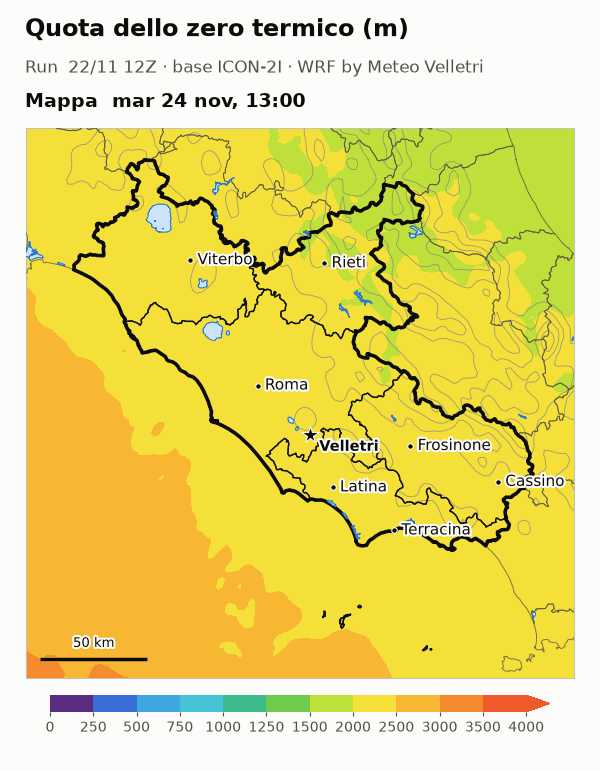 Quota dello zero termico (m)
Run 22/11 12Z · base ICON-2I · WRF by Meteo Velletri
Mappa mar 24 nov, 13:00
Viterbo
Rieti
Roma
Velletri
Frosinone
Latina
Cassino
Terracina
50 km
0 250 500 750 1000 1250 1500 2000 2500 3000 3500 4000